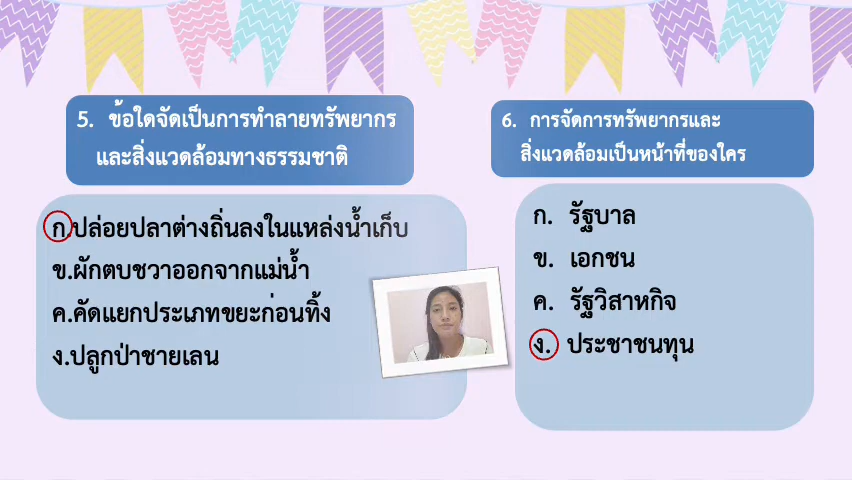 5. ข้อใดจัดเป็นการทำลายทรัพยากร
และสิ่งแวดล้อมทางธรรมชาติ
ก.ปล่อยปลาต่างถิ่นลงในแหล่งน้ำเก็บ
ข.ผักตบชวาออกจากแม่น้ำ
ค.คัดแยกประเภทขยะก่อนทิ้ง
ง.ปลูกป่าชายเลน
6. การจัดการทรัพยากรและ
สิ่งแวดล้อมเป็นหน้าที่ของใคร
ก. รัฐบาล
ข. เอกชน
ค. รัฐวิสาหกิจ
ง. ประชาชนทุน